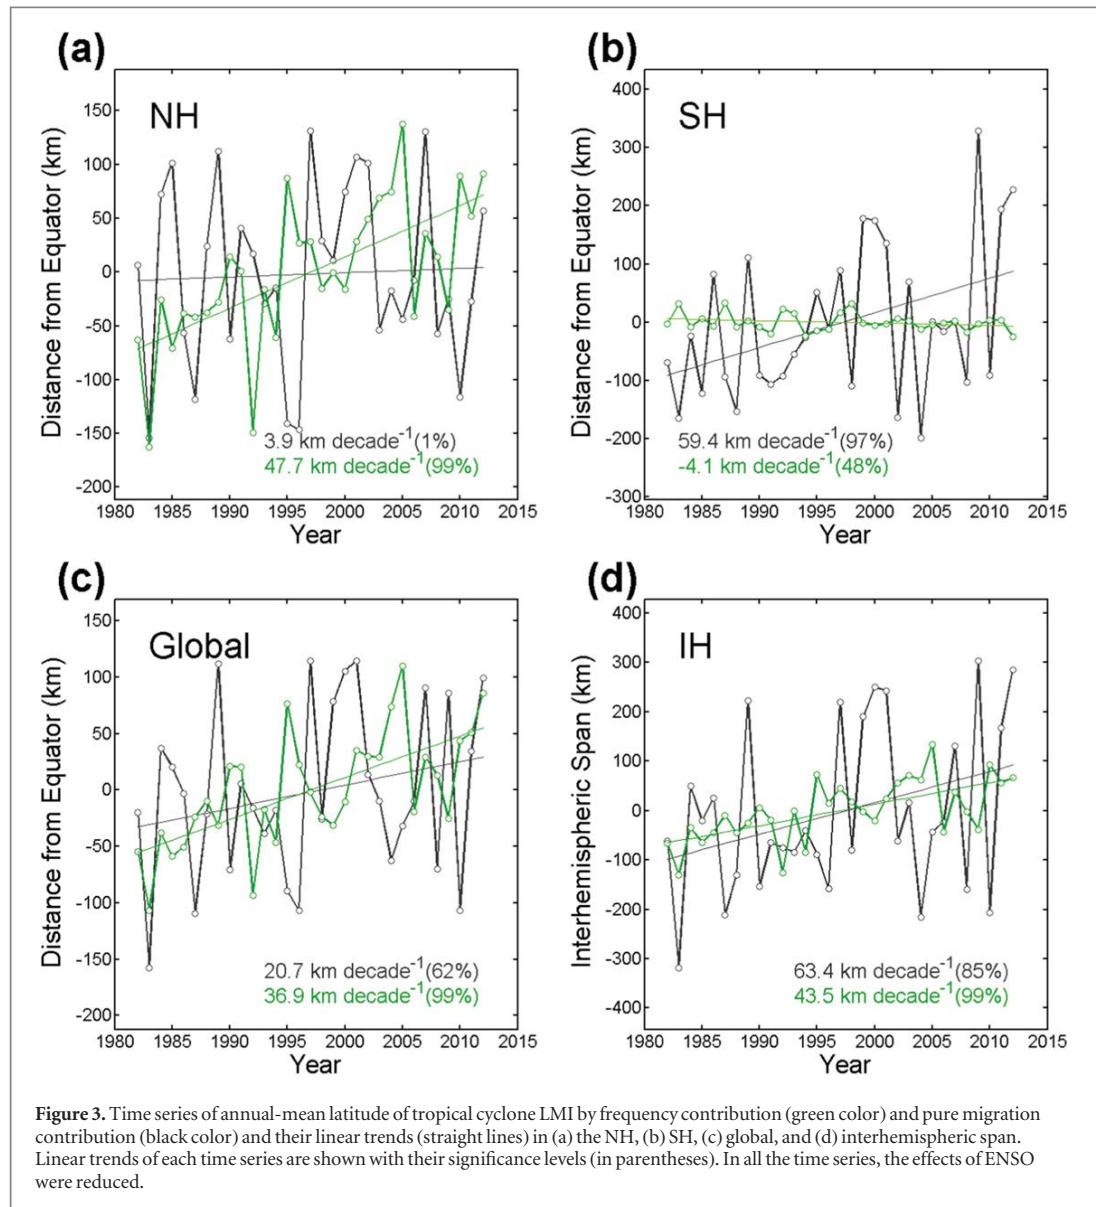 (a)
NH
Distance from Equator (km)
150
100
50
0
-50
-100
-150
-200
3.9 km decade⁻¹(1%)
47.7 km decade⁻¹(99%)
1980 1985 1990 1995 2000 2005 2010 2015
Year
(b)
SH
Distance from Equator (km)
400
300
200
100
0
-100
-200
-300
59.4 km decade⁻¹(97%)
-4.1 km decade⁻¹(48%)
1980 1985 1990 1995 2000 2005 2010 2015
Year
(c)
Global
Distance from Equator (km)
150
100
50
0
-50
-100
-150
-200
20.7 km decade⁻¹(62%)
36.9 km decade⁻¹(99%)
1980 1985 1990 1995 2000 2005 2010 2015
Year
(d)
IH
Interhemispheric Span (km)
400
300
200
100
0
-100
-200
-300
-400
63.4 km decade⁻¹(85%)
43.5 km decade⁻¹(99%)
1980 1985 1990 1995 2000 2005 2010 2015
Year
Figure 3. Time series of annual-mean latitude of tropical cyclone LMI by frequency contribution (green color) and pure migration
contribution (black color) and their linear trends (straight lines) in (a) the NH, (b) SH, (c) global, and (d) interhemispheric span.
Linear trends of each time series are shown with their significance levels (in parentheses). In all the time series, the effects of ENSO
were reduced.